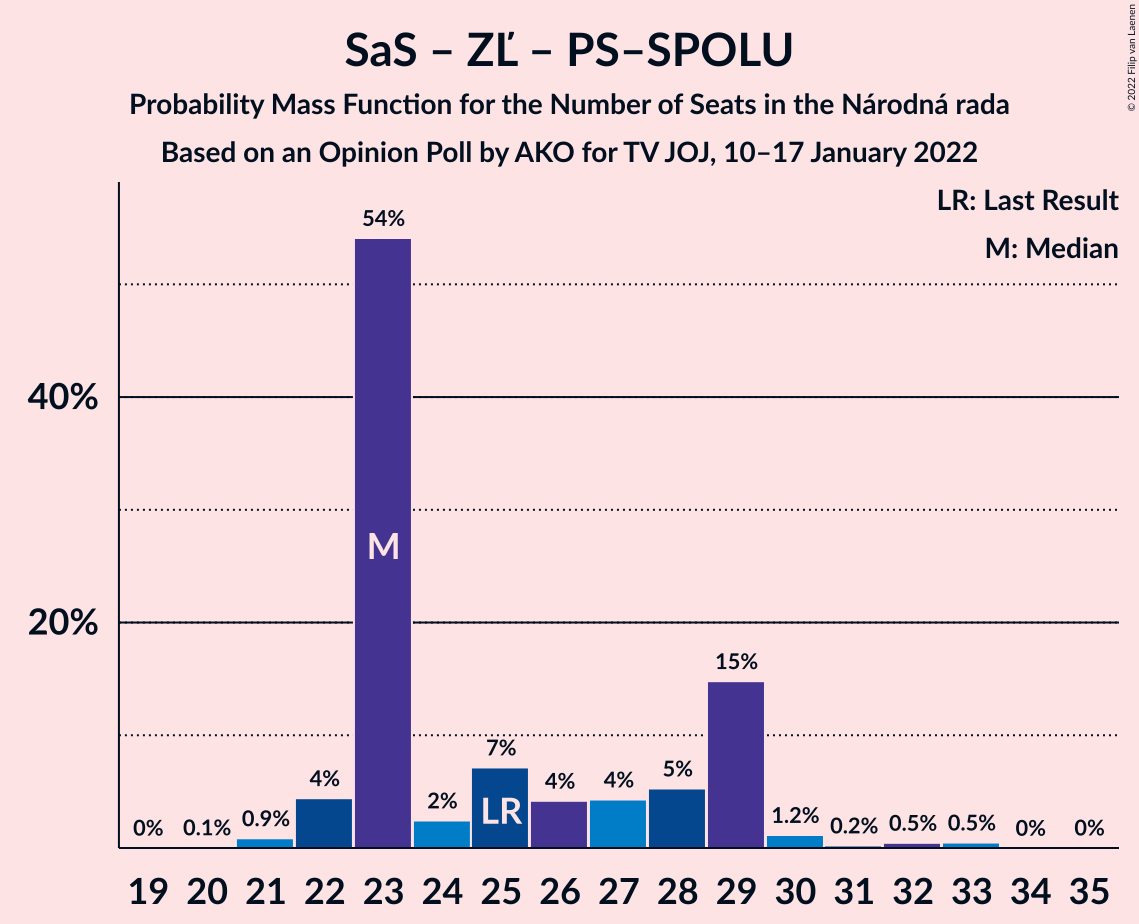 SaS – ZĽ – PS–SPOLU
Probability Mass Function for the Number of Seats in the Národná rada
Based on an Opinion Poll by AKO for TV JOJ, 10–17 January 2022
© 2022 Filip van Laenen
LR: Last Result
M: Median
40%
20%
0%
0.1%
0.9%
4%
54%
2%
7%
4%
4%
5%
15%
1.2%
0.2%
0.5%
0.5%
0%
0%
M
LR
19 20 21 22 23 24 25 26 27 28 29 30 31 32 33 34 35